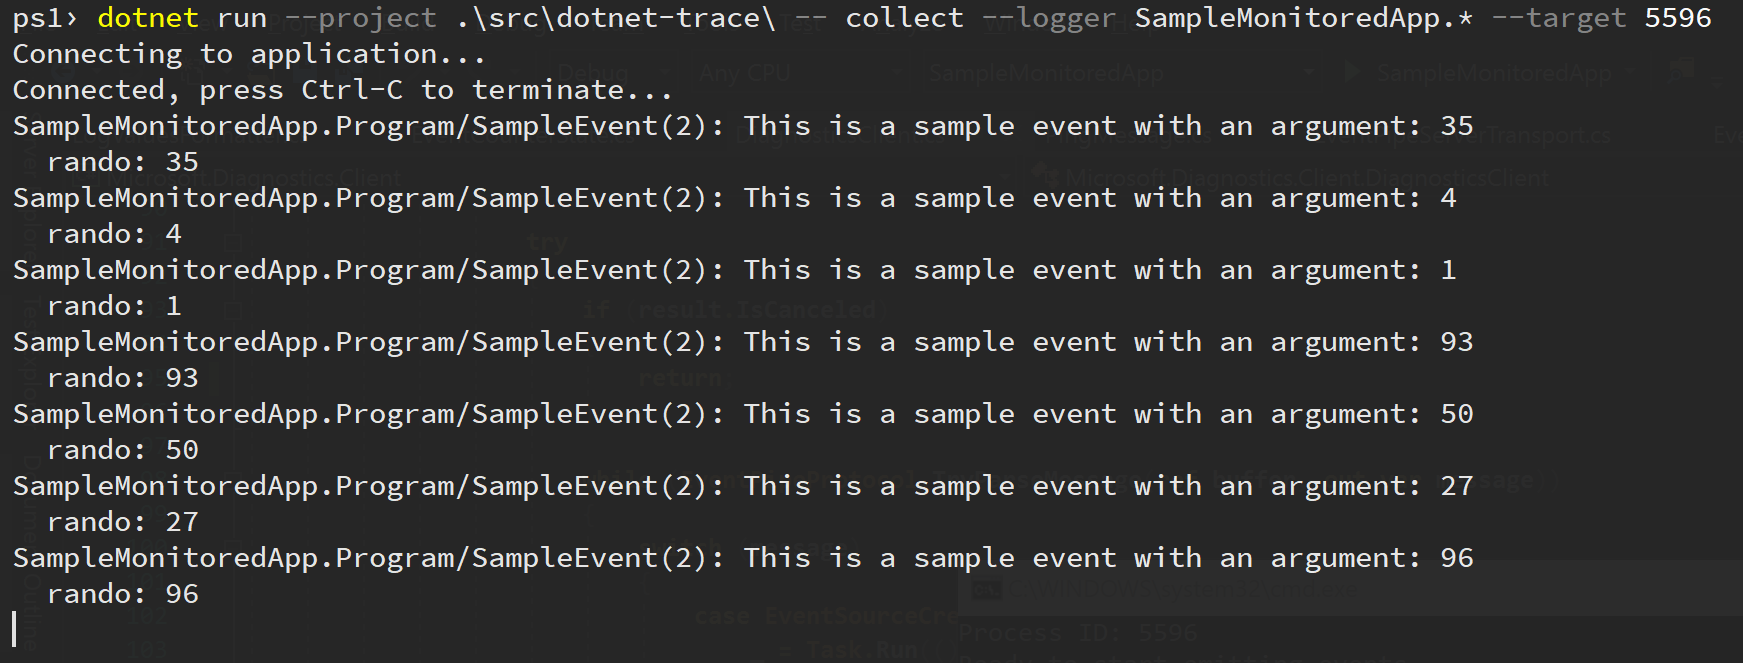 ps1› dotnet run --project .\src\dotnet-trace\ -- collect --logger SampleMonitoredApp.* --target 5596
Connecting to application...
Connected, press Ctrl-C to terminate...
SampleMonitoredApp.Program/SampleEvent(2): This is a sample event with an argument: 35
  rando: 35
SampleMonitoredApp.Program/SampleEvent(2): This is a sample event with an argument: 4
  rando: 4
SampleMonitoredApp.Program/SampleEvent(2): This is a sample event with an argument: 1
  rando: 1
SampleMonitoredApp.Program/SampleEvent(2): This is a sample event with an argument: 93
  rando: 93
SampleMonitoredApp.Program/SampleEvent(2): This is a sample event with an argument: 50
  rando: 50
SampleMonitoredApp.Program/SampleEvent(2): This is a sample event with an argument: 27
  rando: 27
SampleMonitoredApp.Program/SampleEvent(2): This is a sample event with an argument: 96
  rando: 96